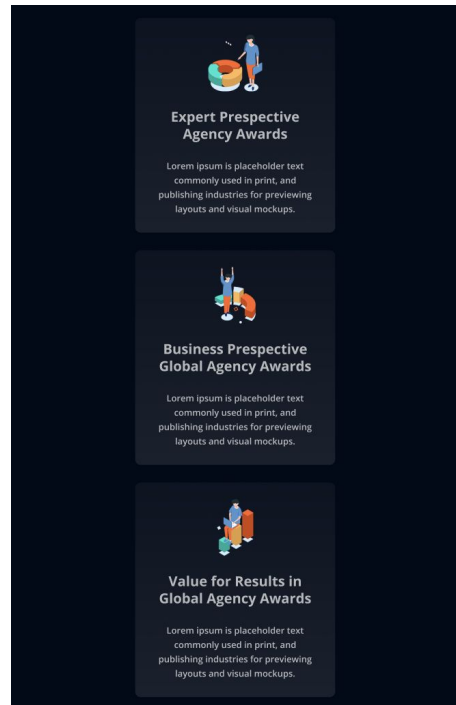 Expert Prespective
Agency Awards
Lorem ipsum is placeholder text
commonly used in print, and
publishing industries for previewing
layouts and visual mockups.
Business Prespective
Global Agency Awards
Lorem ipsum is placeholder text
commonly used in print, and
publishing industries for previewing
layouts and visual mockups.
Value for Results in
Global Agency Awards
Lorem ipsum is placeholder text
commonly used in print, and
publishing industries for previewing
layouts and visual mockups.